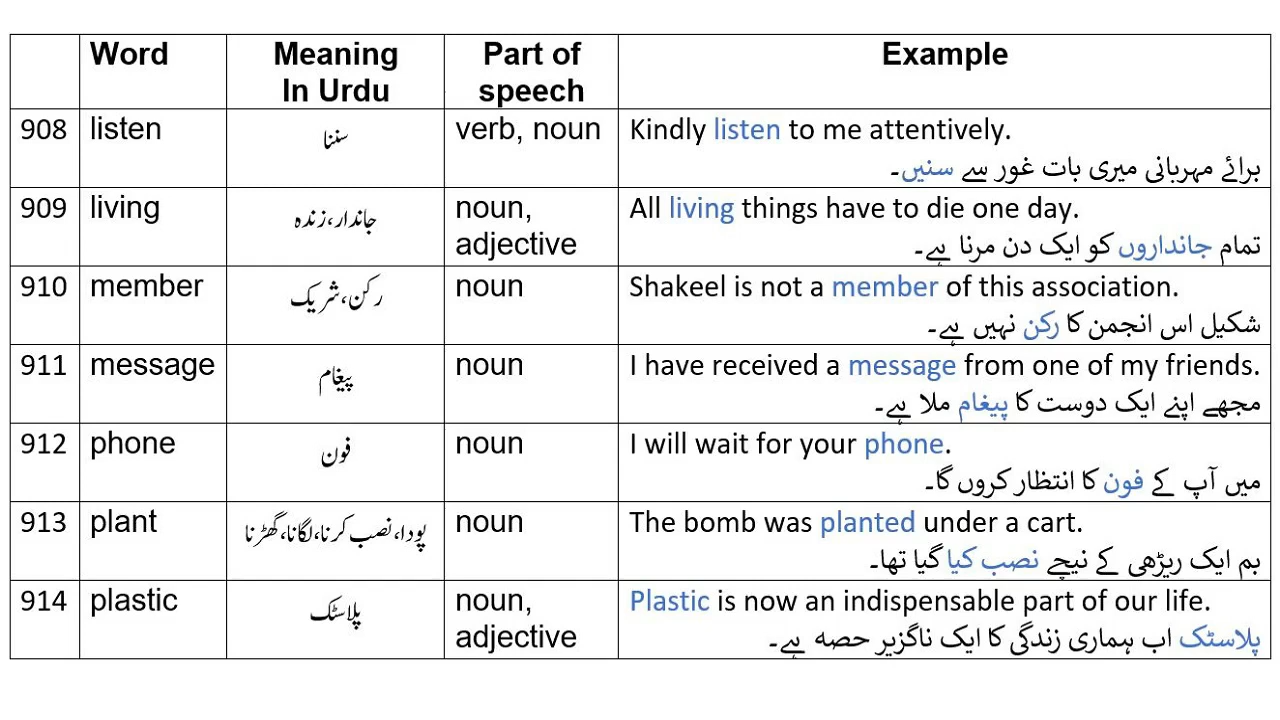 Word Meaning Part of Example
In Urdu speech
908 listen سننا verb, noun Kindly listen to me attentively.
برائے مہربانی میری بات غور سے سنیں۔
909 living جاندار،زندہ noun, All living things have to die one day.
adjective تمام جانداروں کو ایک دن مرنا ہے۔
910 member رکن،شریک noun Shakeel is not a member of this association.
شکیل اس انجمن کا رکن نہیں ہے۔
911 message پیغام noun I have received a message from one of my friends.
مجھے اپنے ایک دوست کا پیغام ملا ہے۔
912 phone فون noun I will wait for your phone.
میں آپ کے فون کا انتظار کروں گا۔
913 plant پودا،نصب کرنا،لگانا،گھڑنا noun The bomb was planted under a cart.
بم ایک ریڑھی کے نیچے نصب کیا گیا تھا۔
914 plastic پلاسٹک noun, Plastic is now an indispensable part of our life.
adjective پلاسٹک اب ہماری زندگی کا ایک ناگزیر حصہ ہے۔